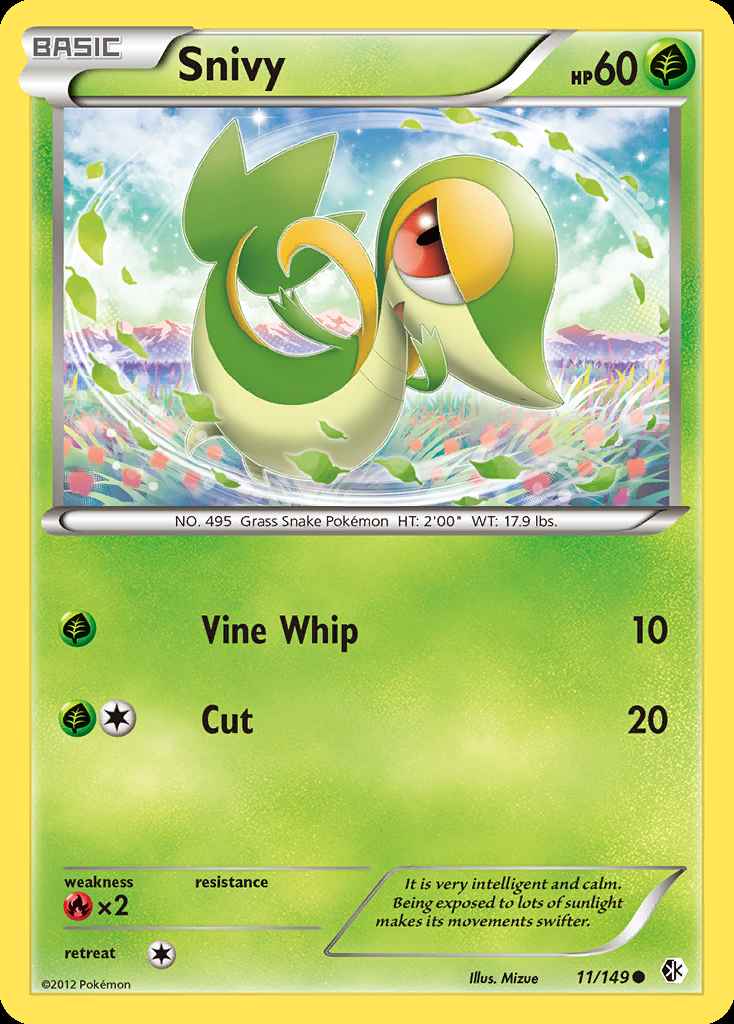 BASIC
Snivy
HP60
NO. 495 Grass Snake Pokémon HT: 2'00" WT: 17.9 lbs.
Vine Whip 10
Cut 20
weakness resistance
×2
It is very intelligent and calm.
Being exposed to lots of sunlight
makes its movements swifter.
retreat
©2012 Pokémon
Illus. Mizue
11/149